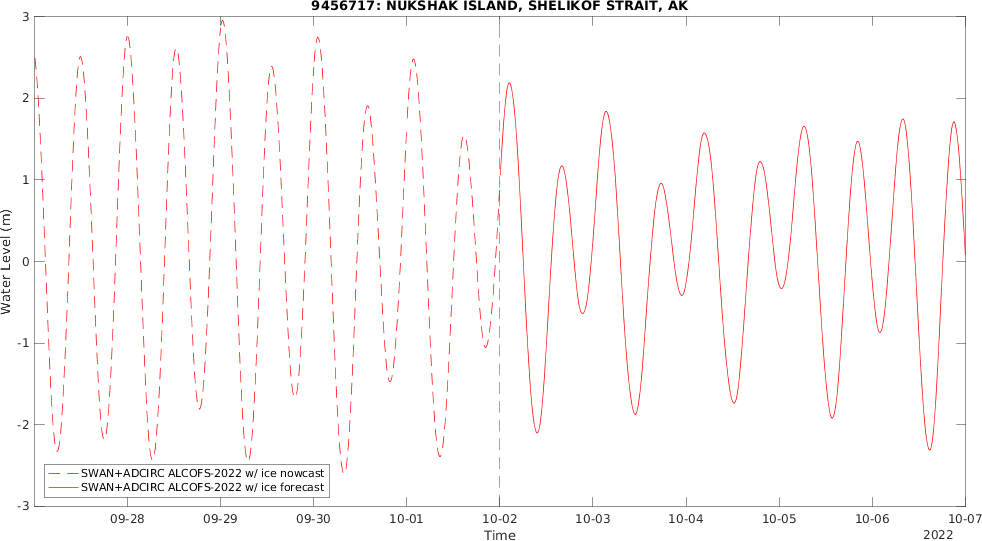 9456717: NUKSHAK ISLAND, SHELIKOF STRAIT, AK
3
2
1
0
-1
-2
-3
Water Level (m)
SWAN+ADCIRC ALCOFS-2022 w/ ice nowcast
SWAN+ADCIRC ALCOFS-2022 w/ ice forecast
09-28 09-29 09-30 10-01 10-02 10-03 10-04 10-05 10-06 10-07
Time
2022